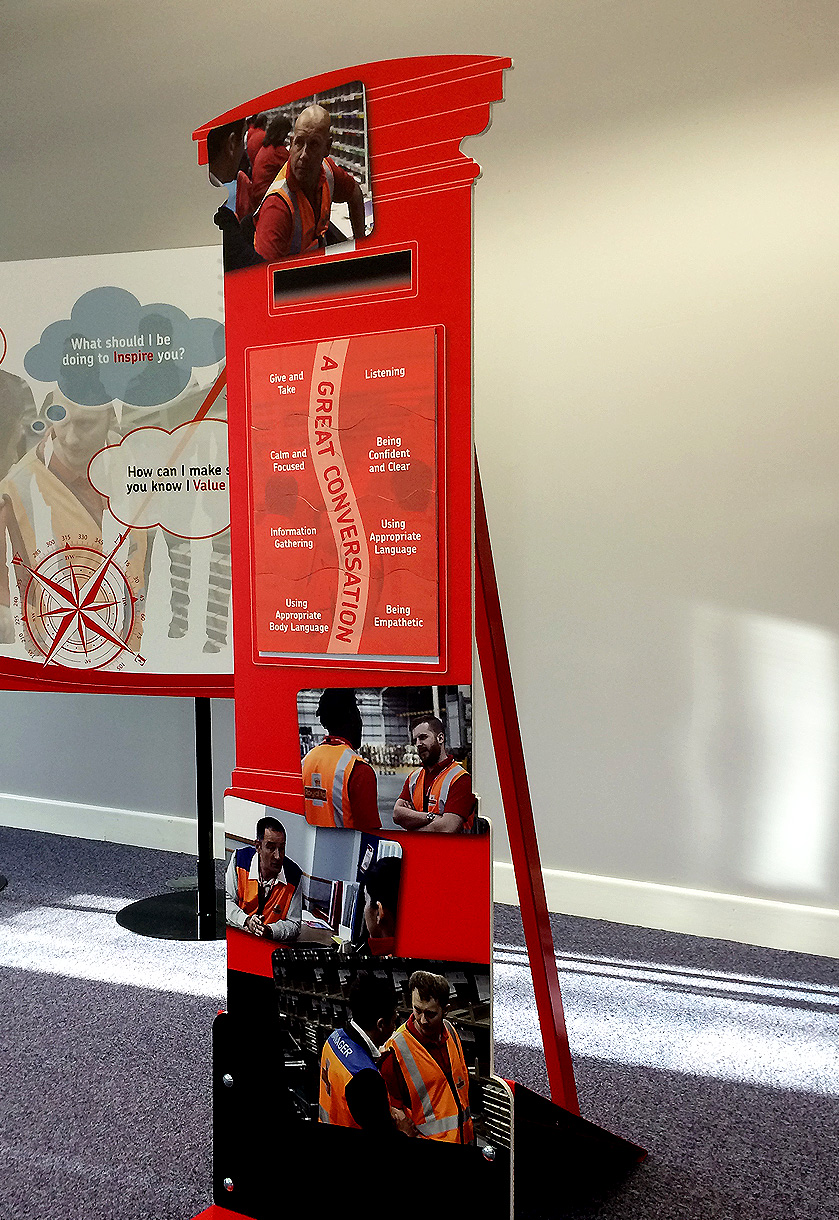 What should I be
doing to Inspire you?
How can I make
you know I Value
A GREAT CONVERSATION
Give and
Take
Listening
Calm and
Focused
Being
Confident
and Clear
Information
Gathering
Using
Appropriate
Language
Using
Appropriate
Body Language
Being
Empathetic